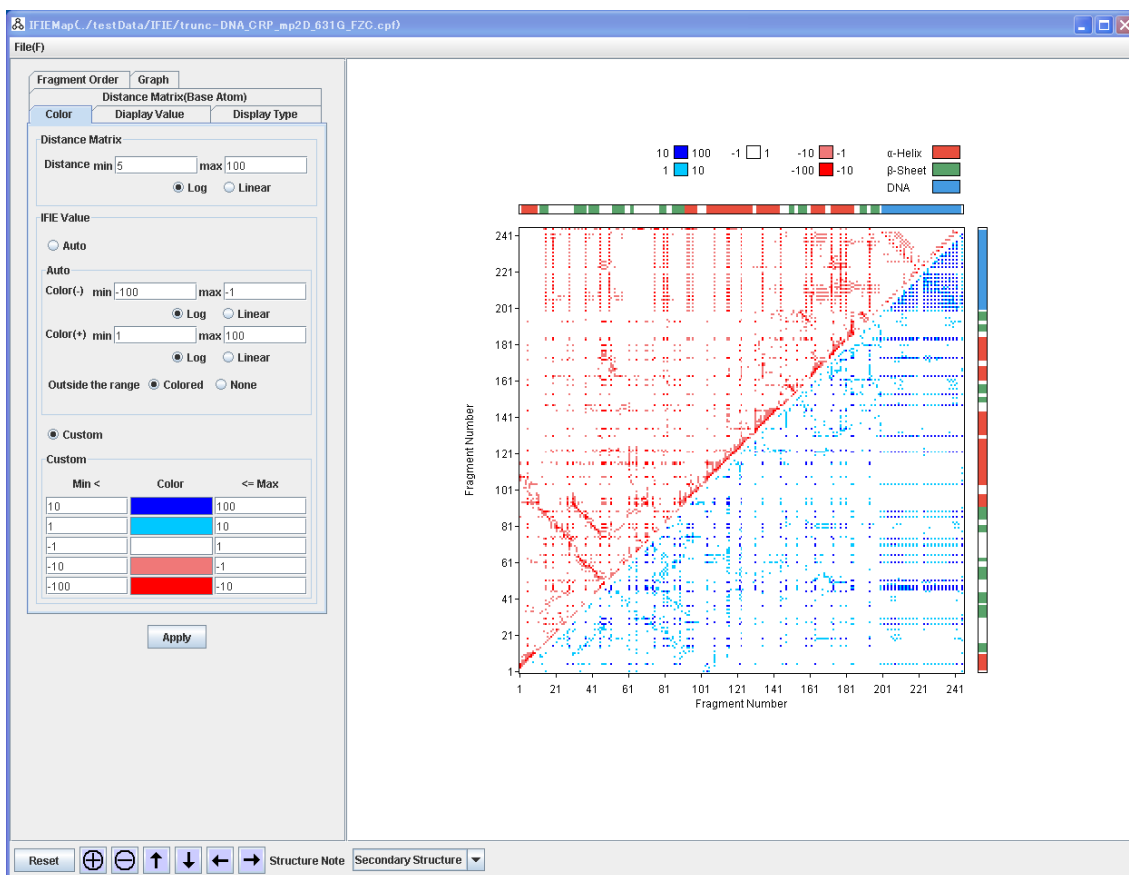 IFIEMap(./testData/IFIE/trunc-DNA_CRP_mp2D_631G_FZC.cpf)
File(F)
Fragment Order Graph
Distance Matrix(Base Atom)
Color Diaplay Value Display Type
Distance Matrix
Distance min 5 max 100
Log Linear
IFIE Value
Auto
Auto
Color(-) min -100 max -1
Log Linear
Color(+) min 1 max 100
Log Linear
Outside the range Colored None
Custom
Custom
Min < Color <= Max
10 100
1 10
-1 1
-10 -1
-100 -10
Apply
10 100 -1 1 -10 -1 α-Helix
1 10 -100 -10 β-Sheet
DNA
241
221
201
181
161
141
121
101
81
61
41
21
1
Fragment Number
1 21 41 61 81 101 121 141 161 181 201 221 241
Fragment Number
Reset Structure Note Secondary Structure